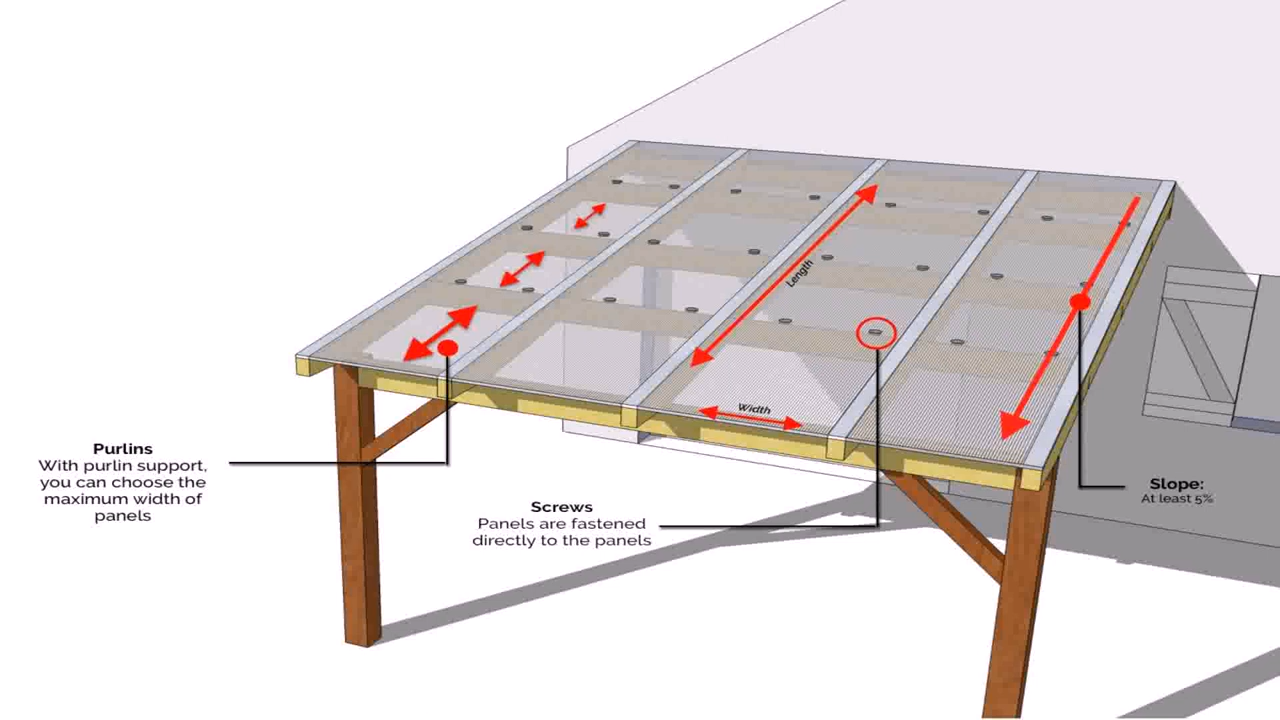 Length
Width
Purlins
With purlin support,
you can choose the
maximum width of
panels
Screws
Panels are fastened
directly to the panels
Slope:
At least 5%